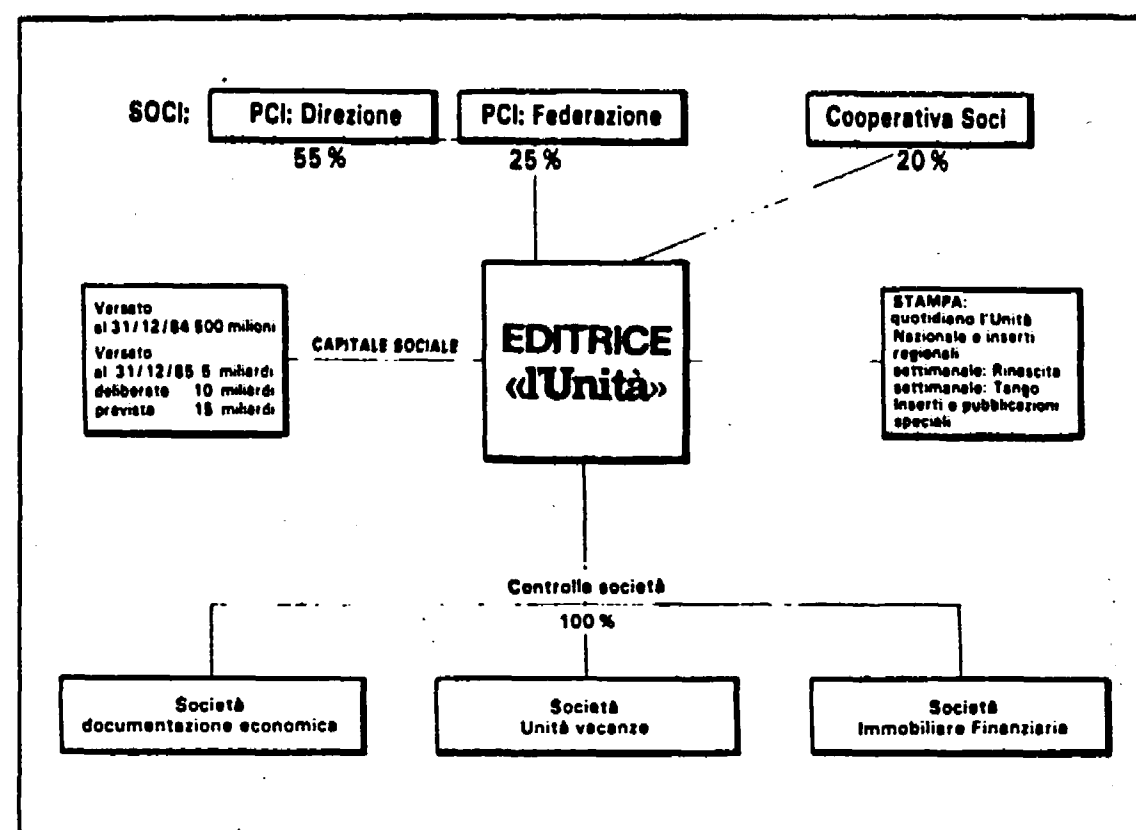 SOCI:
PCI: Direzione
PCI: Federazione
Cooperativa Soci
55 %
25 %
20 %
Versato
al 31/12/84 500 milioni
Versato
al 31/12/85 5 miliardi
deliberato 10 miliardi
previsto 15 miliardi
CAPITALE SOCIALE
EDITRICE
«l'Unità»
STAMPA:
quotidiano l'Unità
Nazionale e inserti
regionali
settimanale: Rinascita
settimanale: Tango
Inserti e pubblicazioni
speciali
Controlla società
100 %
Società
documentazione economica
Società
Unità vacanze
Società
Immobiliare Finanziaria